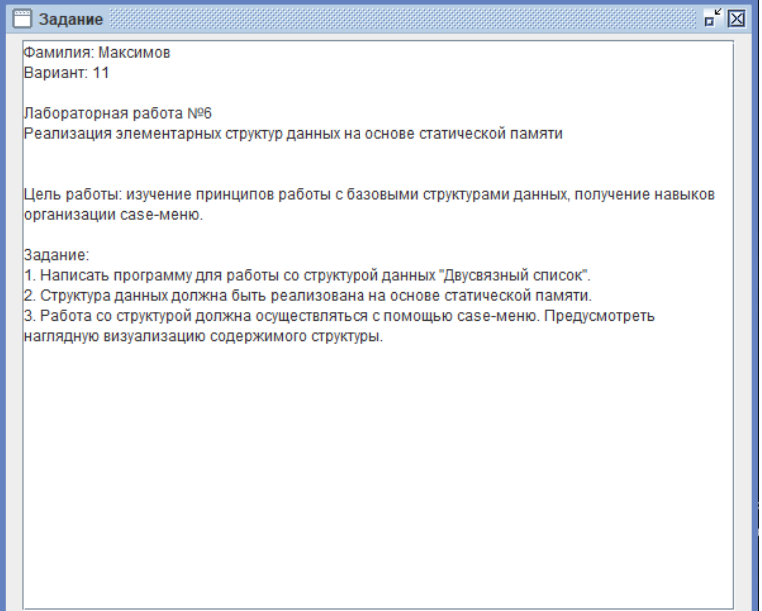 Задание
Фамилия: Максимов
Вариант: 11
Лабораторная работа №6
Реализация элементарных структур данных на основе статической памяти
Цель работы: изучение принципов работы с базовыми структурами данных, получение навыков
организации case-меню.
Задание:
1. Написать программу для работы со структурой данных "Двусвязный список".
2. Структура данных должна быть реализована на основе статической памяти.
3. Работа со структурой должна осуществляться с помощью case-меню. Предусмотреть
наглядную визуализацию содержимого структуры.